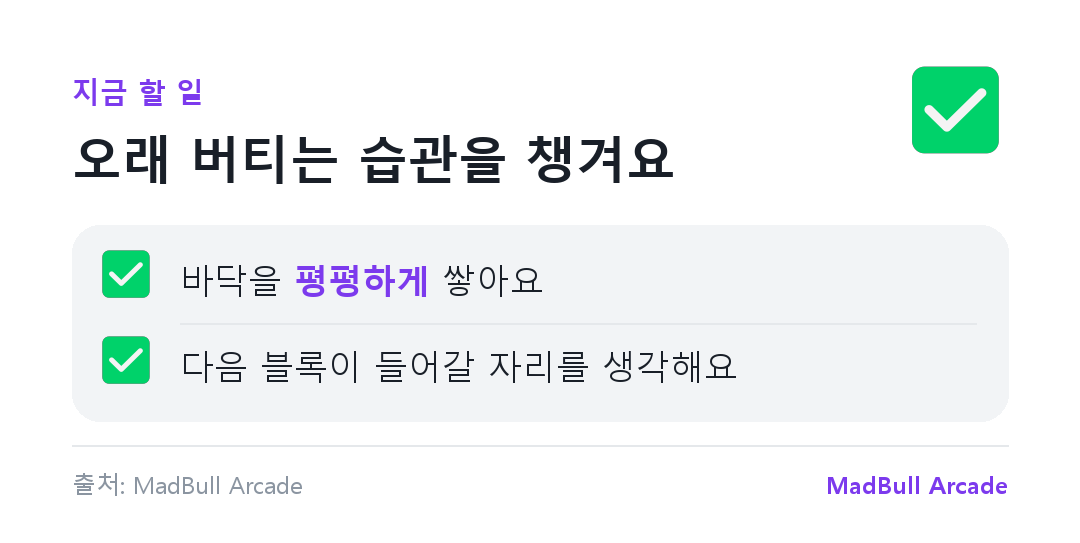 지금 할 일
오래 버티는 습관을 챙겨요
바닥을 평평하게 쌓아요
다음 블록이 들어갈 자리를 생각해요
출처: MadBull Arcade
MadBull Arcade